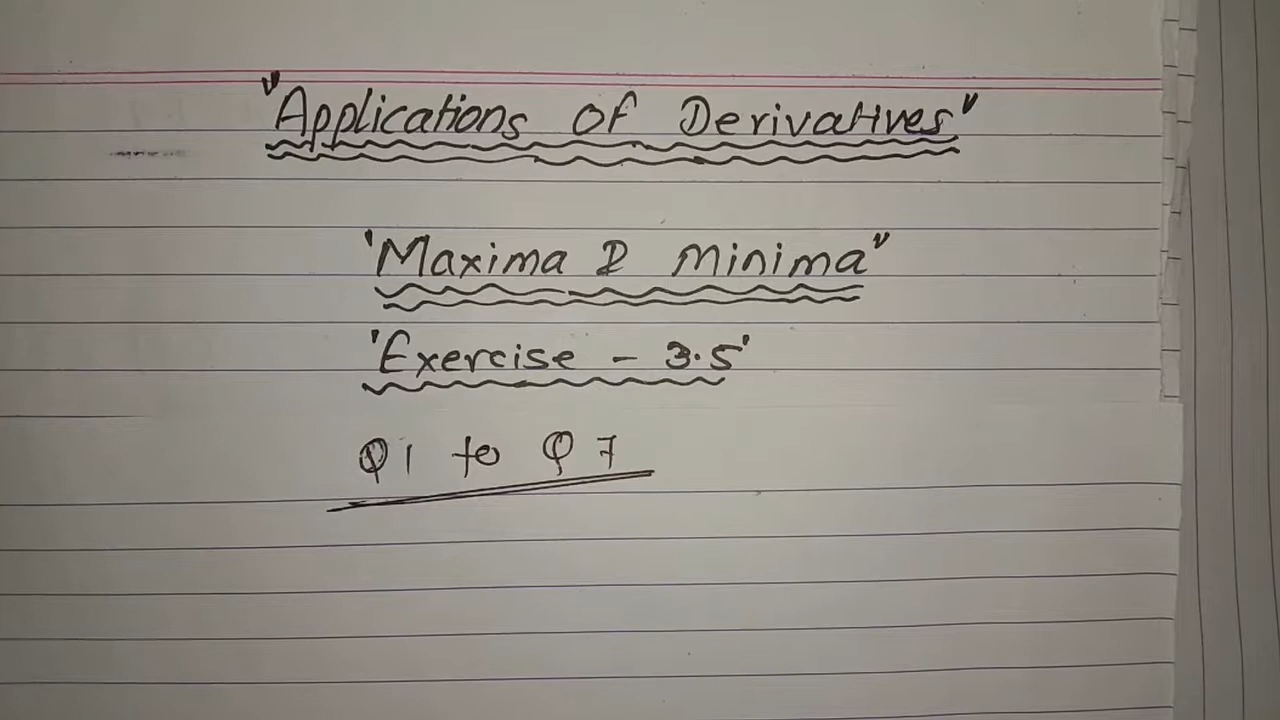 "Applications Of Derivatives"
'Maxima & Minima"
'Exercise - 3.5'
Q1 to Q7